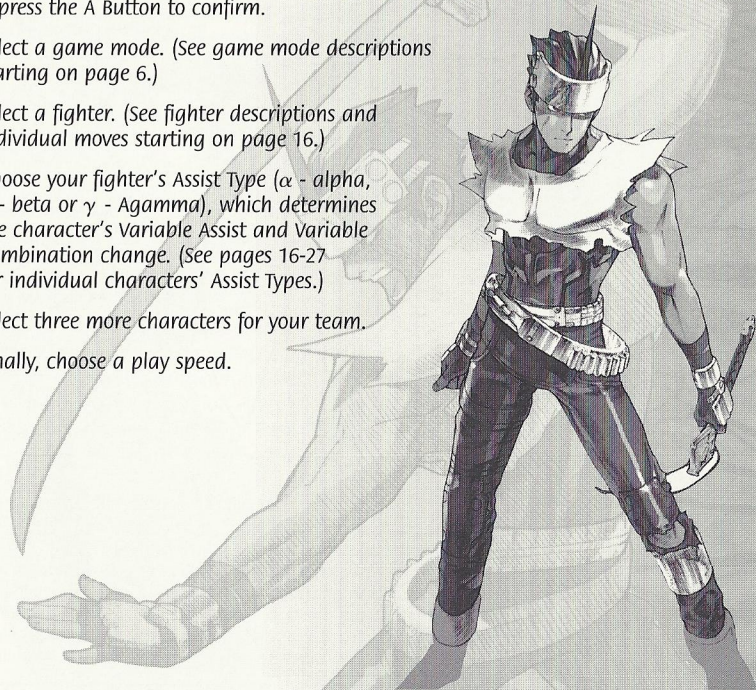 press the A Button to confirm.
lect a game mode. (See game mode descriptions
arting on page 6.)
lect a fighter. (See fighter descriptions and
dividual moves starting on page 16.)
oose your fighter's Assist Type (α - alpha,
- beta or γ - Agamma), which determines
e character's Variable Assist and Variable
mbination change. (See pages 16-27
r individual characters' Assist Types.)
lect three more characters for your team.
nally, choose a play speed.